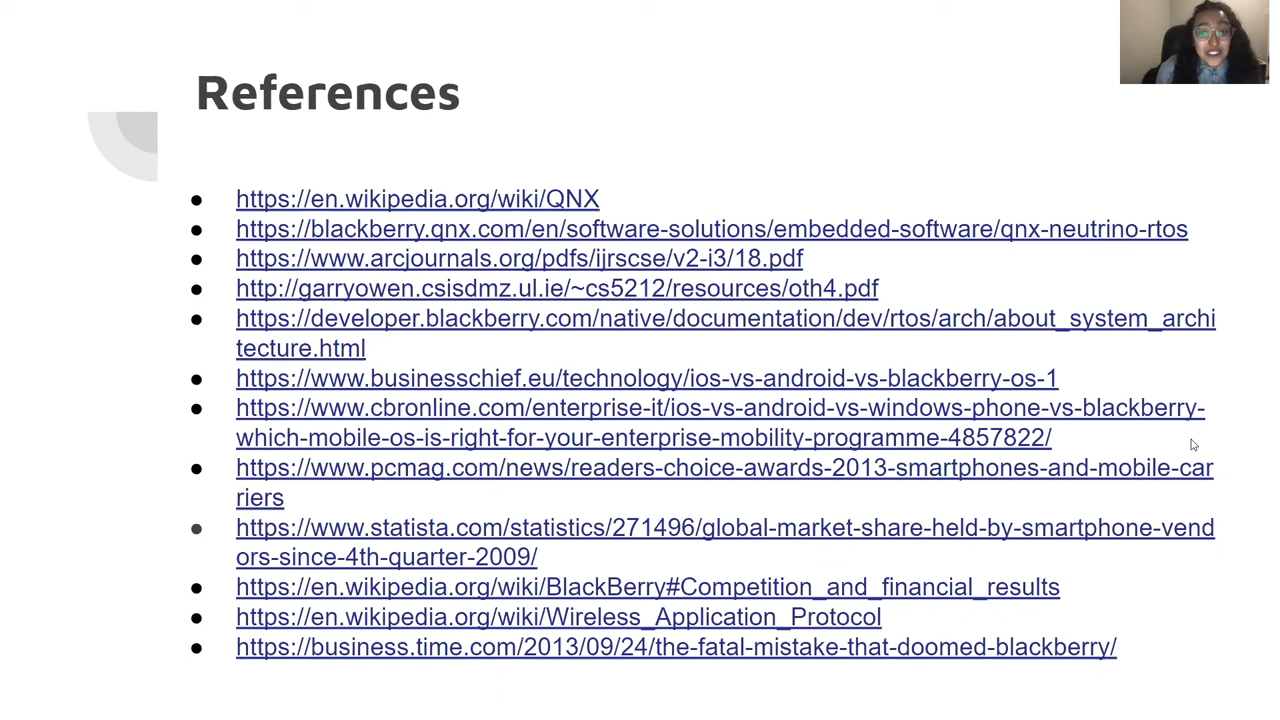 References
● https://en.wikipedia.org/wiki/QNX
● https://blackberry.qnx.com/en/software-solutions/embedded-software/qnx-neutrino-rtos
● https://www.arcjournals.org/pdfs/ijrscse/v2-i3/18.pdf
● http://garryowen.csisdmz.ul.ie/~cs5212/resources/oth4.pdf
● https://developer.blackberry.com/native/documentation/dev/rtos/arch/about_system_archi
tecture.html
● https://www.businesschief.eu/technology/ios-vs-android-vs-blackberry-os-1
● https://www.cbronline.com/enterprise-it/ios-vs-android-vs-windows-phone-vs-blackberry-
which-mobile-os-is-right-for-your-enterprise-mobility-programme-4857822/
● https://www.pcmag.com/news/readers-choice-awards-2013-smartphones-and-mobile-car
riers
● https://www.statista.com/statistics/271496/global-market-share-held-by-smartphone-vend
ors-since-4th-quarter-2009/
● https://en.wikipedia.org/wiki/BlackBerry#Competition_and_financial_results
● https://en.wikipedia.org/wiki/Wireless_Application_Protocol
● https://business.time.com/2013/09/24/the-fatal-mistake-that-doomed-blackberry/